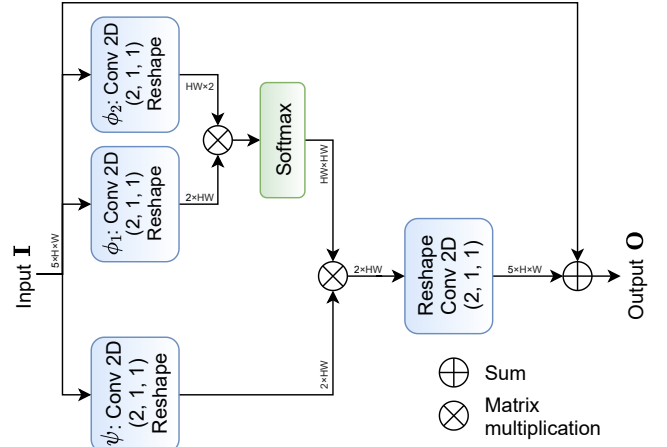 Input I
5×H×W
ϕ₂: Conv 2D
(2, 1, 1)
Reshape
HW×2
ϕ₁: Conv 2D
(2, 1, 1)
Reshape
2×HW
Softmax
HW×HW
ψ: Conv 2D
(2, 1, 1)
Reshape
2×HW
2×HW
Reshape
Conv 2D
(2, 1, 1)
5×H×W
Output O
Sum
Matrix
multiplication